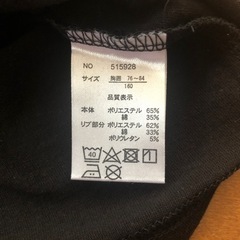 NO 515928
サイズ 胸囲 76～84
160
品質表示
本体 ポリエステル 65%
綿 35%
リブ部分 ポリエステル 62%
綿 33%
ポリウレタン 5%
40